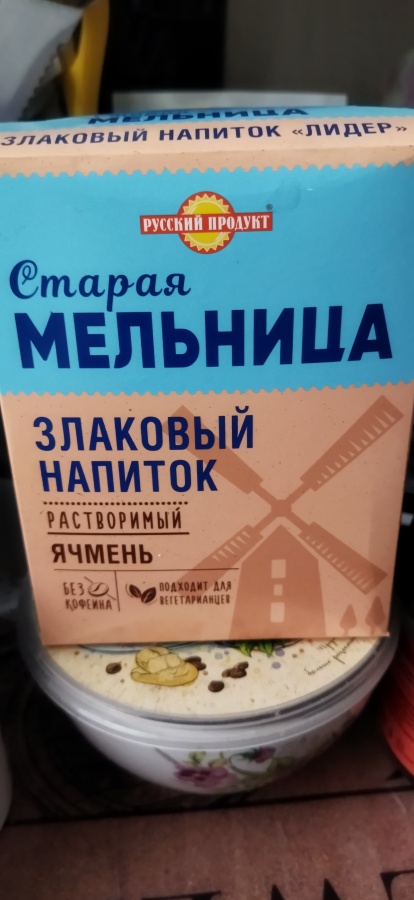 МЕЛЬНИЦА
ЗЛАКОВЫЙ НАПИТОК «ЛИДЕР»
РУССКИЙ ПРОДУКТ
®
Старая
МЕЛЬНИЦА
ЗЛАКОВЫЙ
НАПИТОК
РАСТВОРИМЫЙ
ЯЧМЕНЬ
БЕЗ
КОФЕИНА
ПОДХОДИТ ДЛЯ
ВЕГЕТАРИАНЦЕВ